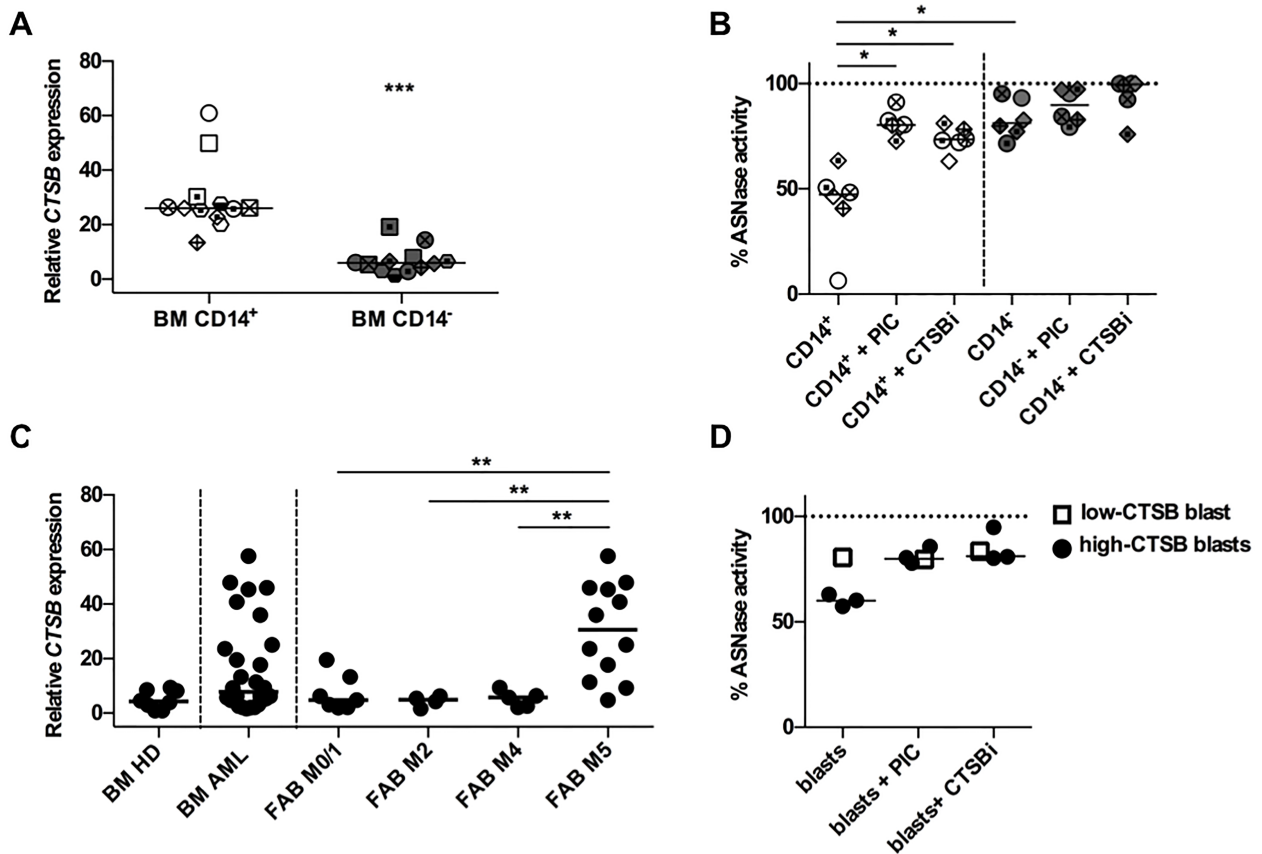 A
Relative CTSB expression
80
60
40
20
0
***
BM CD14⁺
BM CD14⁻
B
% ASNase activity
100
50
0
*
*
*
CD14⁺
CD14⁺ + PIC
CD14⁺ + CTSBi
CD14⁻
CD14⁻ + PIC
CD14⁻ + CTSBi
C
Relative CTSB expression
80
60
40
20
0
**
**
**
BM HD
BM AML
FAB M0/1
FAB M2
FAB M4
FAB M5
D
% ASNase activity
100
50
0
blasts
blasts + PIC
blasts+ CTSBi
low-CTSB blast
high-CTSB blasts